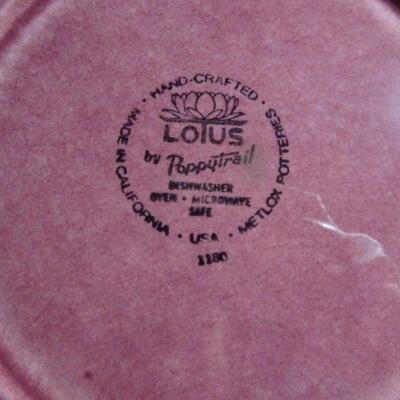 · HAND-CRAFTED ·
LOTUS
by Poppytrail
DISHWASHER
OVEN · MICROWAVE
SAFE
MADE IN CALIFORNIA · USA · METLOX POTTERIES
1180